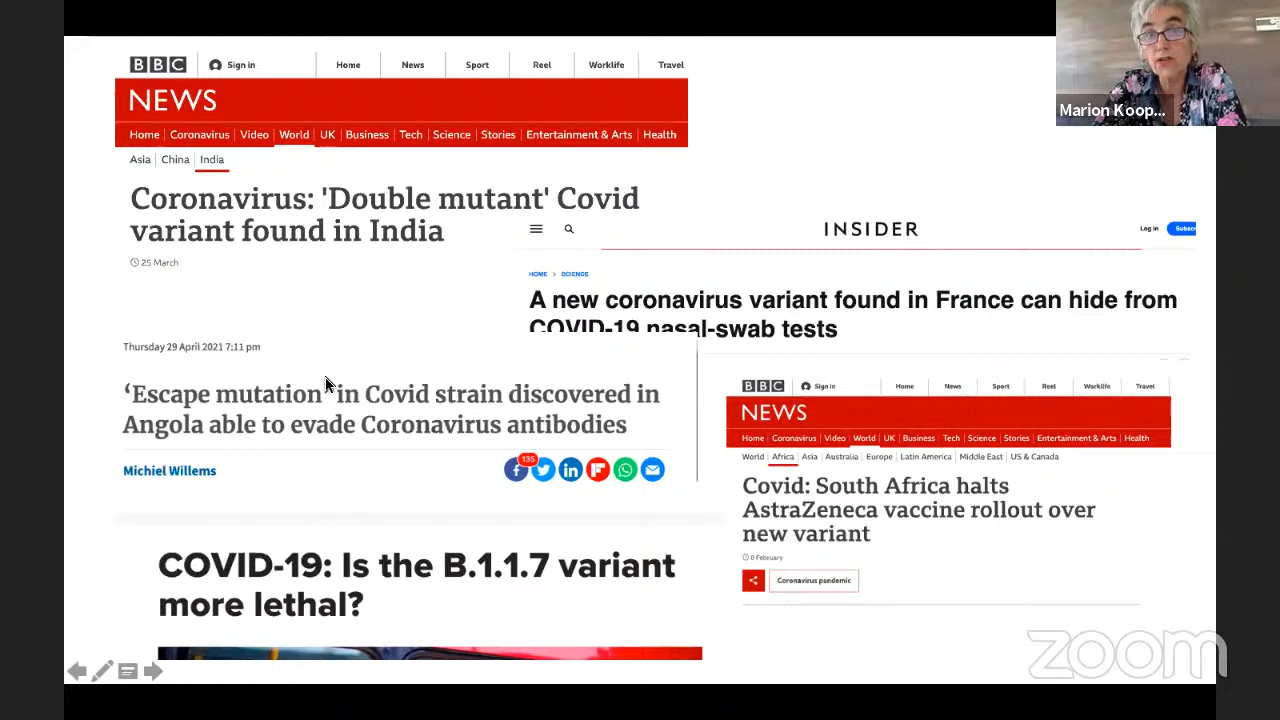 BBC Sign in Home News Sport Reel Worklife Travel
NEWS
Home Coronavirus Video World UK Business Tech Science Stories Entertainment & Arts Health
Asia China India
Coronavirus: 'Double mutant' Covid
variant found in India
25 March
Marion Koop...
INSIDER
Log in Subscr
HOME > SCIENCE
A new coronavirus variant found in France can hide from
COVID-19 nasal-swab tests
Thursday 29 April 2021 7:11 pm
‘Escape mutation’ in Covid strain discovered in
Angola able to evade Coronavirus antibodies
Michiel Willems
135
BBC Sign in Home News Sport Reel Worklife Travel
NEWS
Home Coronavirus Video World UK Business Tech Science Stories Entertainment & Arts Health
World Africa Asia Australia Europe Latin America Middle East US & Canada
Covid: South Africa halts
AstraZeneca vaccine rollout over
new variant
8 February
Coronavirus pandemic
COVID-19: Is the B.1.1.7 variant
more lethal?
zoom